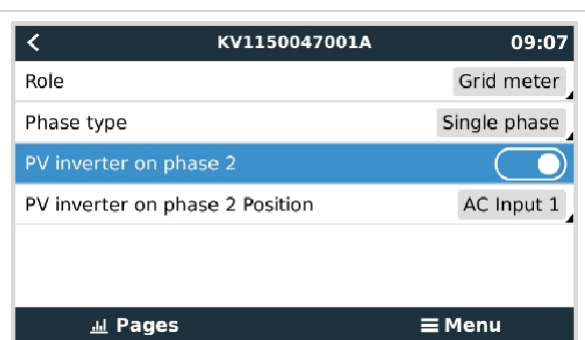 KV1150047001A 09:07
Role Grid meter
Phase type Single phase
PV inverter on phase 2
PV inverter on phase 2 Position AC Input 1
Pages Menu